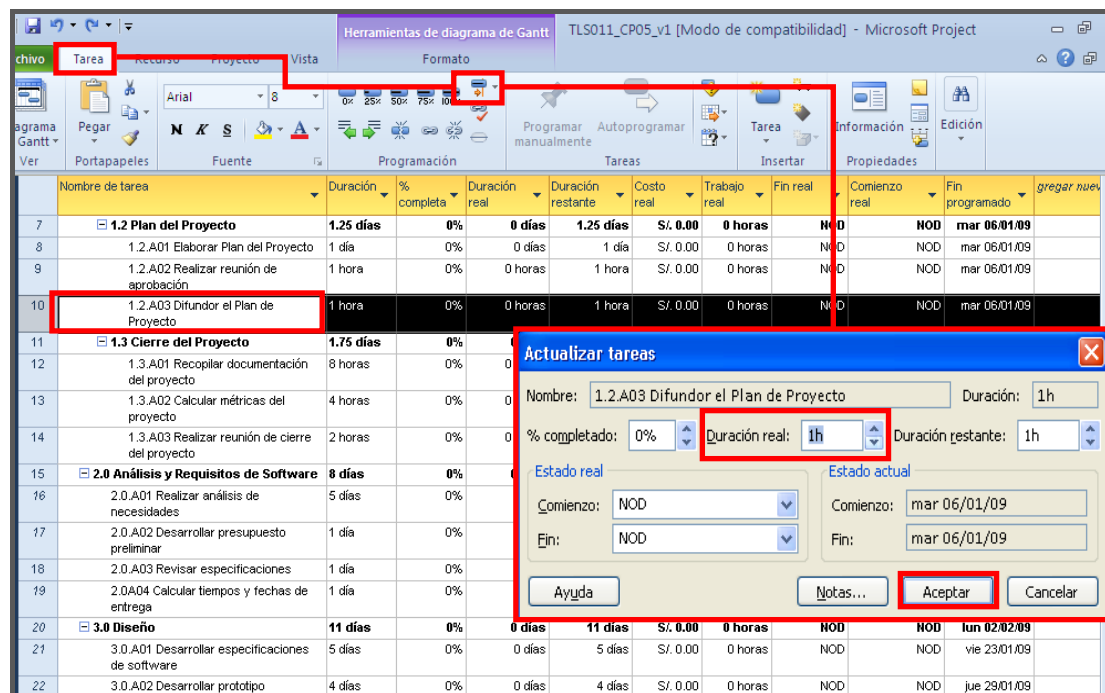 Herramientas de diagrama de Gantt TLS011_CP05_v1 [Modo de compatibilidad] - Microsoft Project
chivo Tarea Recurso Proyecto Vista Formato
agrama Gantt Pegar Arial 8 N K S A 0% 25% 50% 75% 100% Programar manualmente Autoprogramar Tarea Información Edición
Ver Portapapeles Fuente Programación Tareas Insertar Propiedades
Nombre de tarea Duración % completa Duración real Duración restante Costo real Trabajo real Fin real Comienzo real Fin programado gregar nuev
7 1.2 Plan del Proyecto 1.25 días 0% 0 días 1.25 días S/. 0.00 0 horas NOD NOD mar 06/01/09
8 1.2.A01 Elaborar Plan del Proyecto 1 día 0% 0 días 1 día S/. 0.00 0 horas NOD NOD mar 06/01/09
9 1.2.A02 Realizar reunión de aprobación 1 hora 0% 0 horas 1 hora S/. 0.00 0 horas NOD NOD mar 06/01/09
10 1.2.A03 Difundor el Plan de Proyecto 1 hora 0% 0 horas 1 hora S/. 0.00 0 horas NOD NOD mar 06/01/09
11 1.3 Cierre del Proyecto 1.75 días 0%
12 1.3.A01 Recopilar documentación del proyecto 8 horas 0% 0
13 1.3.A02 Calcular métricas del proyecto 4 horas 0% 0
14 1.3.A03 Realizar reunión de cierre del proyecto 2 horas 0% 0
15 2.0 Análisis y Requisitos de Software 8 días 0%
16 2.0.A01 Realizar análisis de necesidades 5 días 0%
17 2.0.A02 Desarrollar presupuesto preliminar 1 día 0%
18 2.0.A03 Revisar especificaciones 1 día 0%
19 2.0A04 Calcular tiempos y fechas de entrega 1 día 0%
20 3.0 Diseño 11 días 0% 0 días 11 días S/. 0.00 0 horas NOD NOD lun 02/02/09
21 3.0.A01 Desarrollar especificaciones de software 5 días 0% 0 días 5 días S/. 0.00 0 horas NOD NOD vie 23/01/09
22 3.0.A02 Desarrollar prototipo 4 días 0% 0 días 4 días S/. 0.00 0 horas NOD NOD jue 29/01/09
Actualizar tareas
Nombre: 1.2.A03 Difundor el Plan de Proyecto Duración: 1h
% completado: 0% Duración real: 1h Duración restante: 1h
Estado real Estado actual
Comienzo: NOD Comienzo: mar 06/01/09
Fin: NOD Fin: mar 06/01/09
Ayuda Notas... Aceptar Cancelar